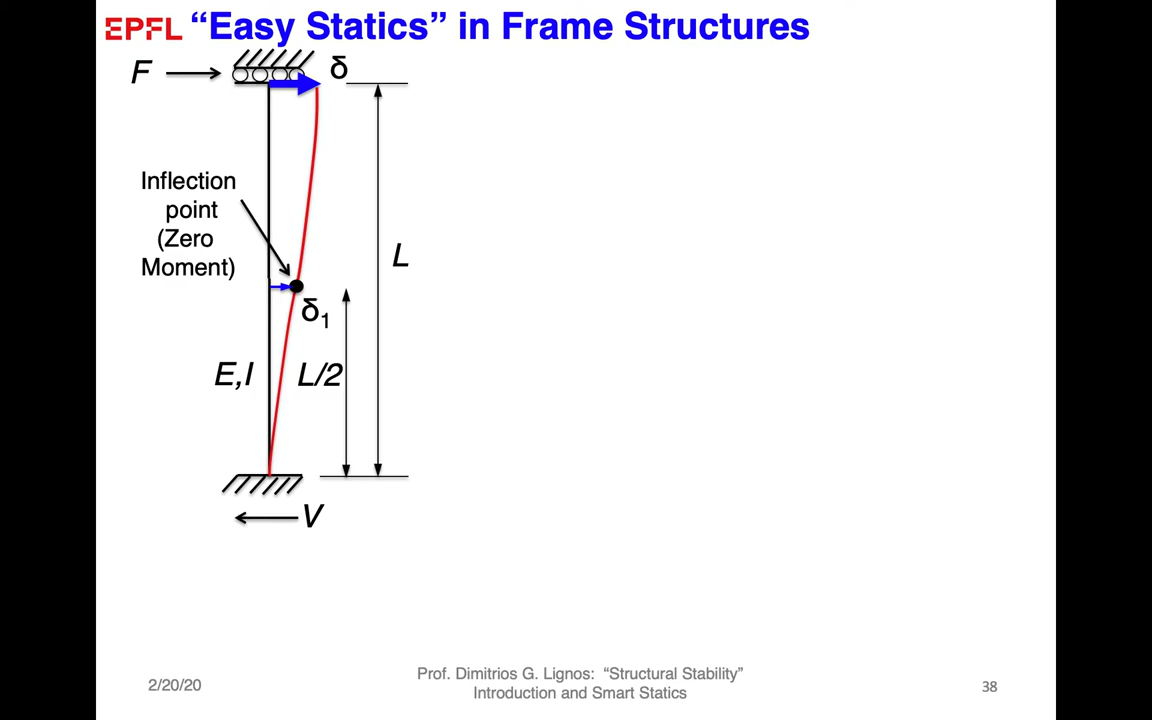 EPFL "Easy Statics" in Frame Structures
F
δ
Inflection
point
(Zero
Moment)
L
δ1
E,I
L/2
V
2/20/20
Prof. Dimitrios G. Lignos: "Structural Stability"
Introduction and Smart Statics
38